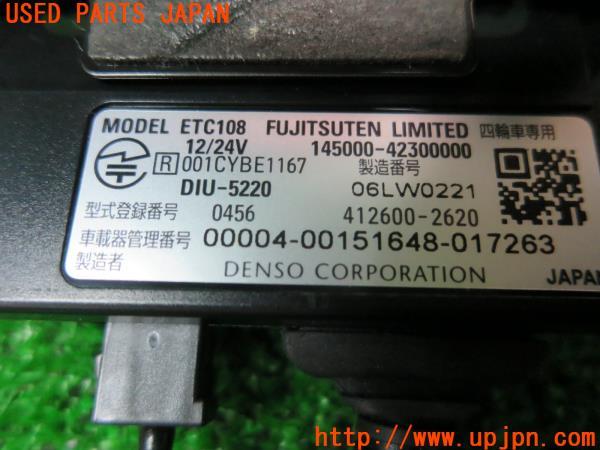 USED PARTS JAPAN
MODEL ETC108 FUJITSUTEN LIMITED 四輪車専用
12/24V 145000-42300000
R 001CYBE1167 製造番号
DIU-5220 06LW0221
型式登録番号 0456 412600-2620
車載器管理番号 00004-00151648-017263
製造者 DENSO CORPORATION JAPAN
http://www.upjpn.com